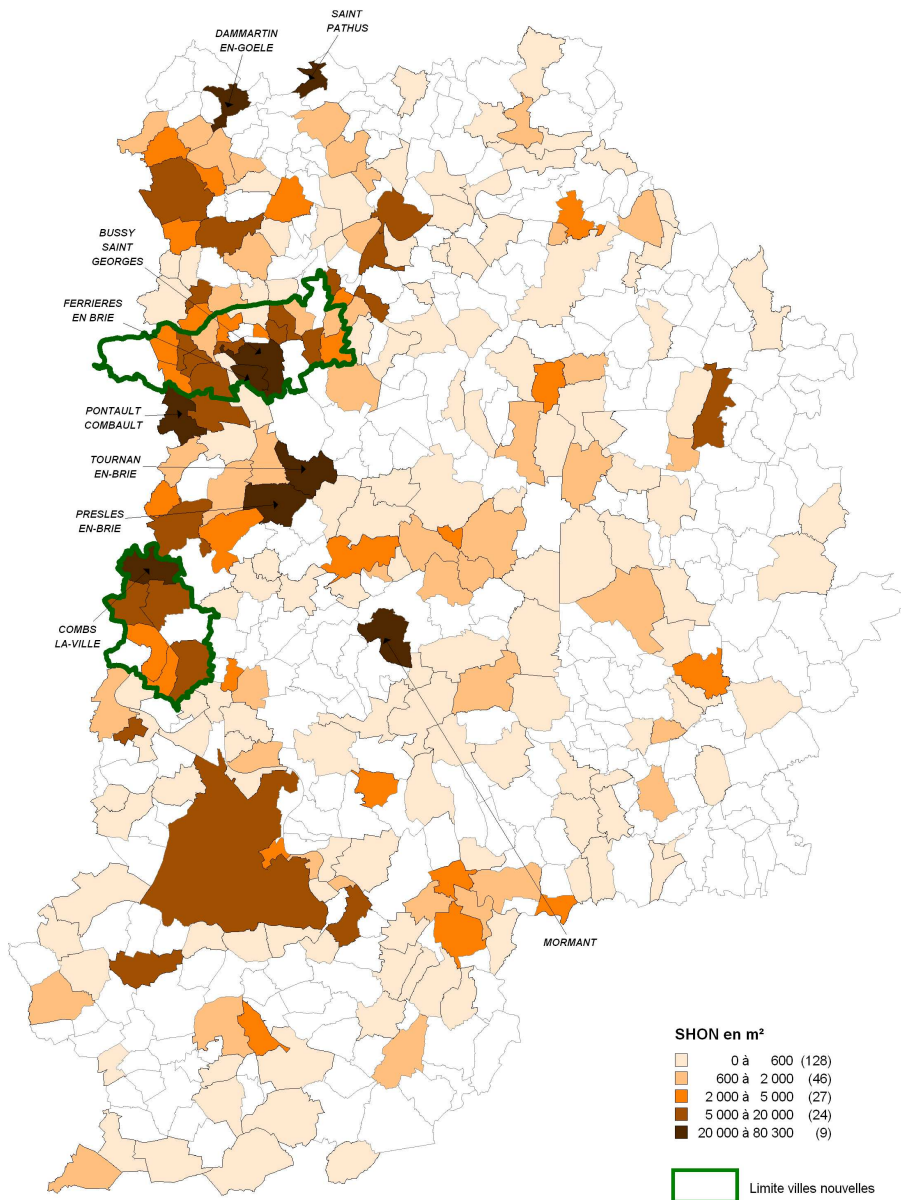 SAINT
PATHUS
DAMMARTIN
EN-GOELE
BUSSY
SAINT
GEORGES
FERRIERES
EN BRIE
PONTAULT
COMBAULT
TOURNAN
EN-BRIE
PRESLES
EN-BRIE
COMBS
LA-VILLE
MORMANT
SHON en m²
0 à 600 (128)
600 à 2 000 (46)
2 000 à 5 000 (27)
5 000 à 20 000 (24)
20 000 à 80 300 (9)
Limite villes nouvelles